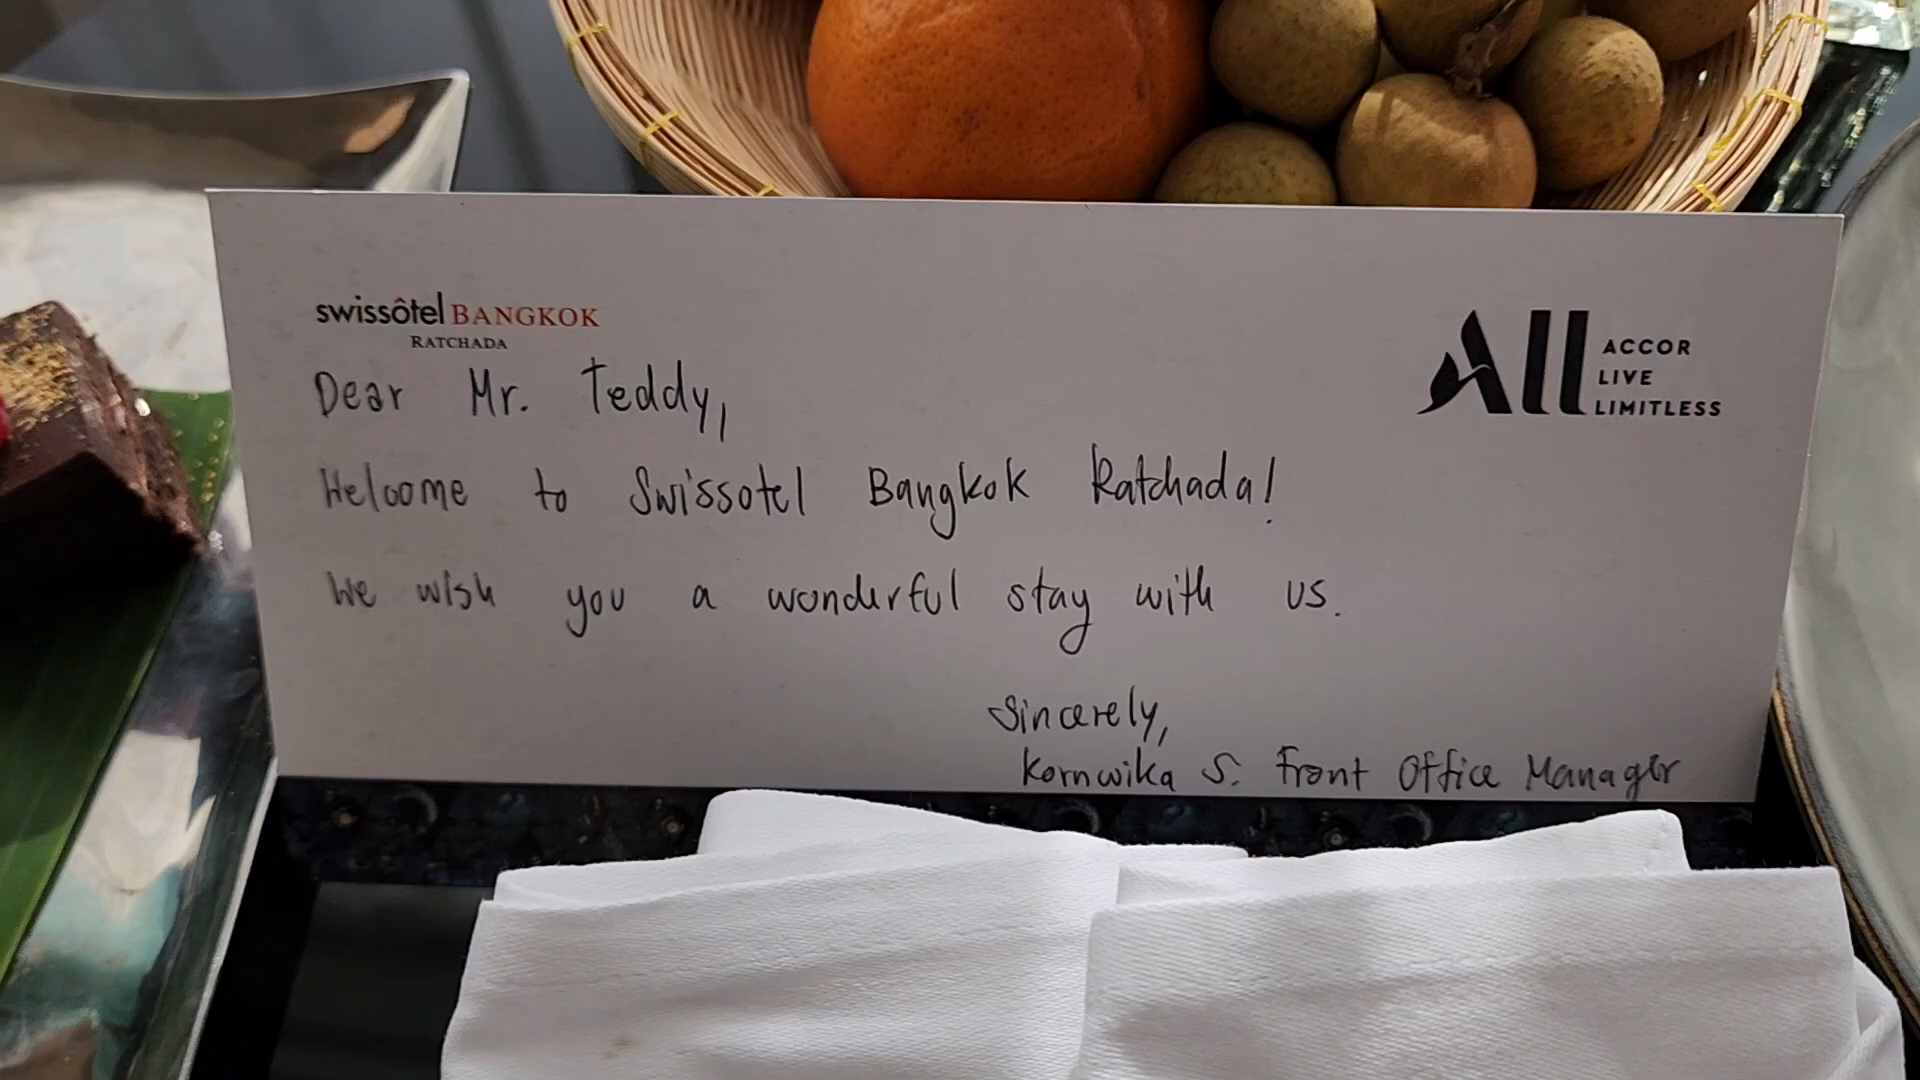 swissôtel BANGKOK
RATCHADA
All ACCOR
LIVE
LIMITLESS
Dear Mr. Teddy,
Welcome to Swissotel Bangkok Ratchada!
We wish you a wonderful stay with us.
Sincerely,
Kornwika S. Front Office Manager